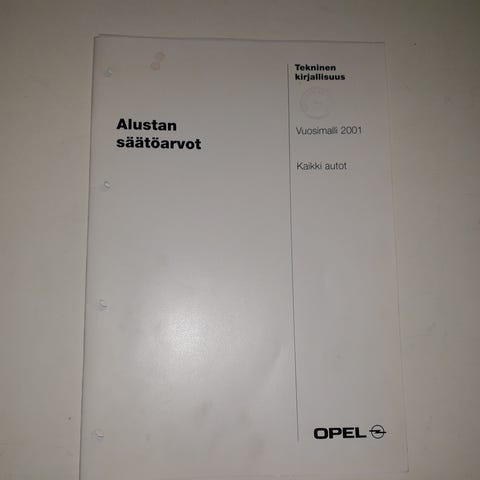 Tekninen
kirjallisuus
Alustan
säätöarvot
Vuosimalli 2001
Kaikki autot
OPEL